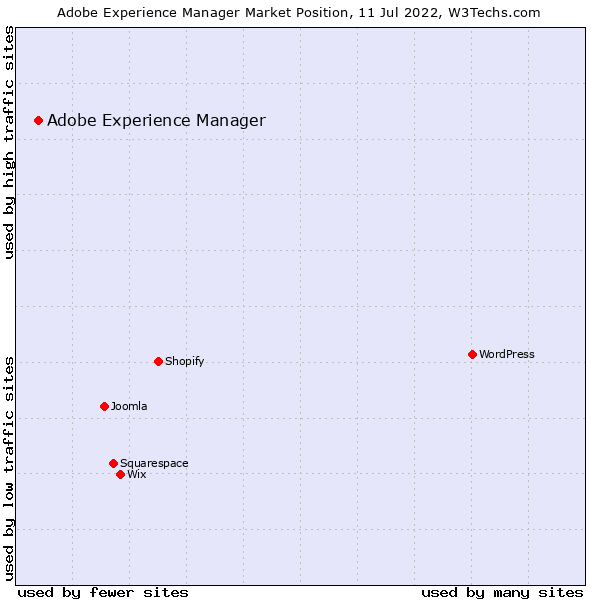 Adobe Experience Manager Market Position, 11 Jul 2022, W3Techs.com
used by high traffic sites
Adobe Experience Manager
WordPress
Shopify
used by low traffic sites
Joomla
Squarespace
Wix
used by fewer sites
used by many sites